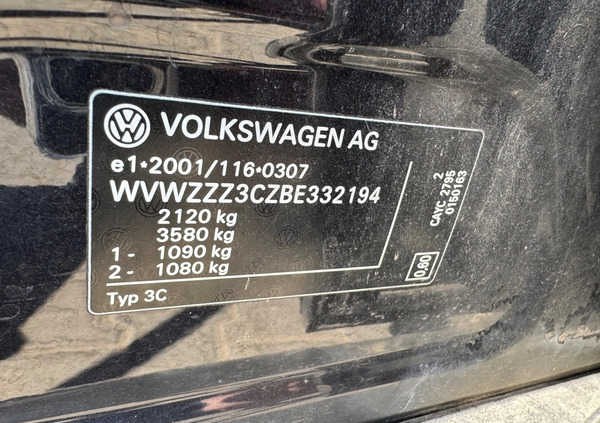 VOLKSWAGEN AG
e1*2001/116*0307
WVWZZZ3CZBE332194
2120 kg
3580 kg
1 - 1090 kg
2 - 1080 kg
Typ 3C
2
CAYC 2795
0150163
0.60